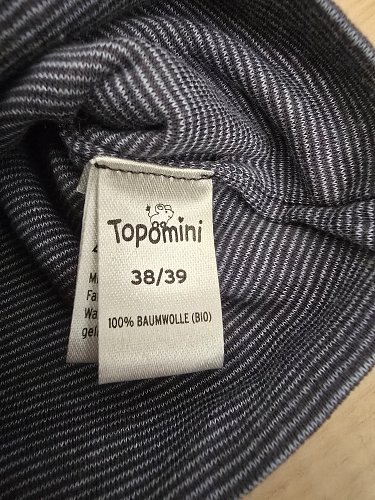 Topomini
38/39
100% BAUMWOLLE (BIO)